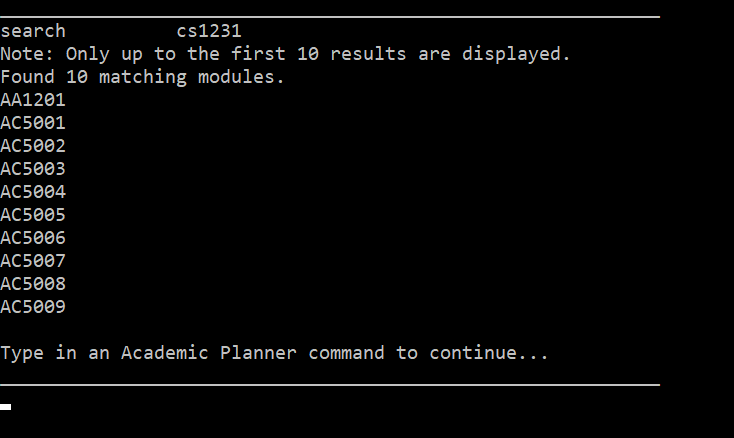 search          cs1231
Note: Only up to the first 10 results are displayed.
Found 10 matching modules.
AA1201
AC5001
AC5002
AC5003
AC5004
AC5005
AC5006
AC5007
AC5008
AC5009
Type in an Academic Planner command to continue...